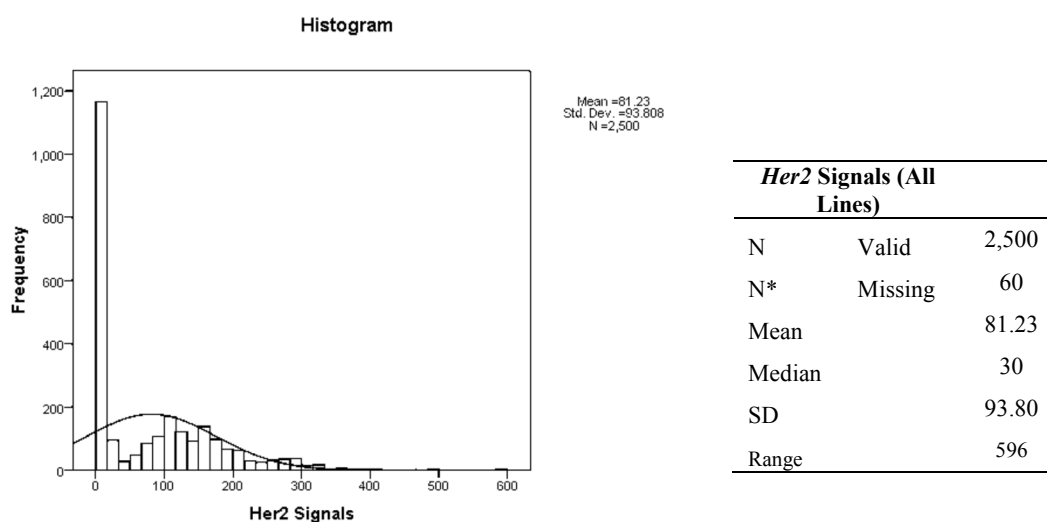 Histogram
1,200
1,000
800
600
400
200
0
Frequency
0 100 200 300 400 500 600
Her2 Signals
Mean =81.23
Std. Dev. =93.808
N =2,500
Her2 Signals (All
Lines)
N Valid 2,500
N* Missing 60
Mean 81.23
Median 30
SD 93.80
Range 596